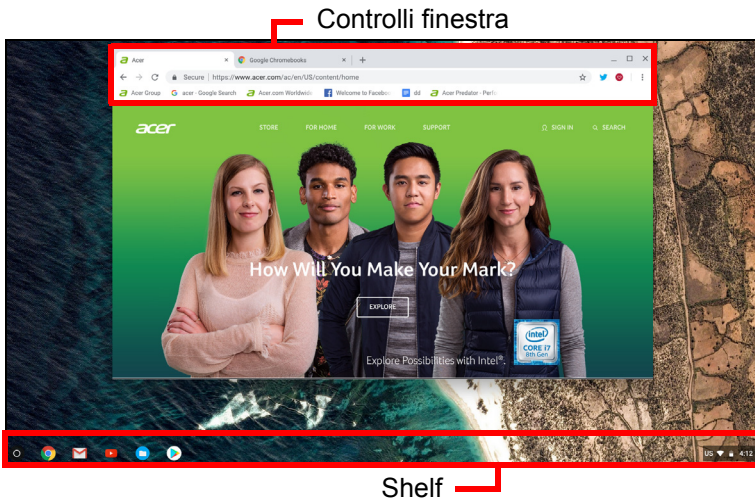 Controlli finestra
Acer × Google Chromebooks × +
Secure https://www.acer.com/ac/en/US/content/home
Acer Group acer - Google Search Acer.com Worldwide Welcome to Facebook dd Acer Predator - Perfo
acer STORE FOR HOME FOR WORK SUPPORT SIGN IN SEARCH
How Will You Make Your Mark?
EXPLORE
intel
CORE i7
8th Gen
Explore Possibilities with Intel®.
US 4:12
Shelf